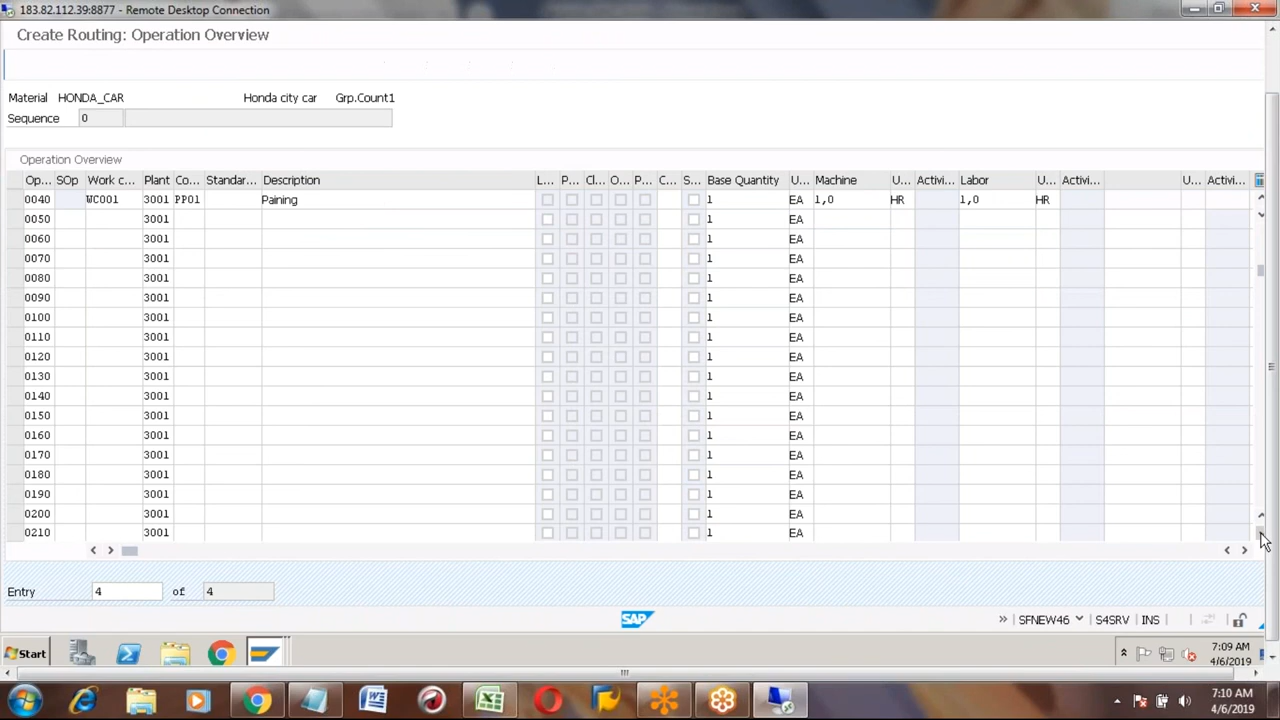 183.82.112.39:8877 - Remote Desktop Connection
Create Routing: Operation Overview
Material HONDA_CAR Honda city car Grp.Count1
Sequence 0
Operation Overview
Op... SOp Work c... Plant Co... Standar... Description L... P... Cl... O... P... C... S... Base Quantity U... Machine U... Activi... Labor U... Activi... U... Activi...
0040 WC001 3001 PP01 Paining 1 EA 1,0 HR 1,0 HR
0050 3001 1 EA
0060 3001 1 EA
0070 3001 1 EA
0080 3001 1 EA
0090 3001 1 EA
0100 3001 1 EA
0110 3001 1 EA
0120 3001 1 EA
0130 3001 1 EA
0140 3001 1 EA
0150 3001 1 EA
0160 3001 1 EA
0170 3001 1 EA
0180 3001 1 EA
0190 3001 1 EA
0200 3001 1 EA
0210 3001 1 EA
Entry 4 of 4
SAP
SFNEW46 S4SRV INS
Start
7:09 AM
4/6/2019
7:10 AM
4/6/2019